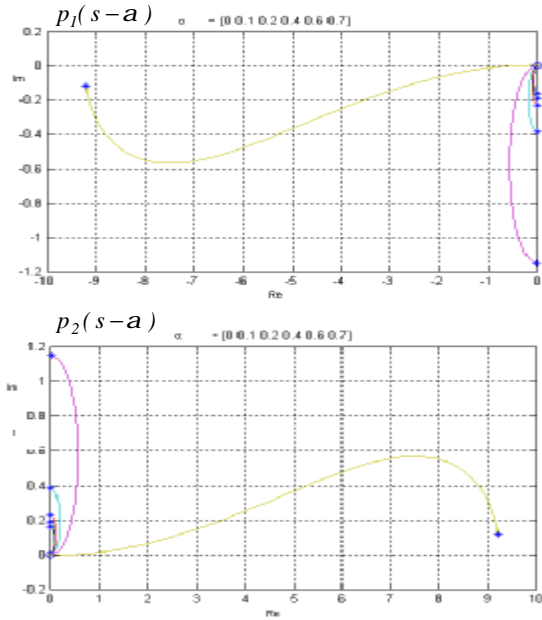 p₁(s-a)
α = [0 0.1 0.2 0.4 0.6 0.7]
0.2
Im
0
-0.2
-0.4
-0.6
-0.8
-1
-1.2
-10 -9 -8 -7 -6 -5 -4 -3 -2 -1 0
Re
p₂(s-a)
α = [0 0.1 0.2 0.4 0.6 0.7]
1.2
Im
1
0.8
0.6
0.4
0.2
0
-0.2
0 1 2 3 4 5 6 7 8 9 10
Re